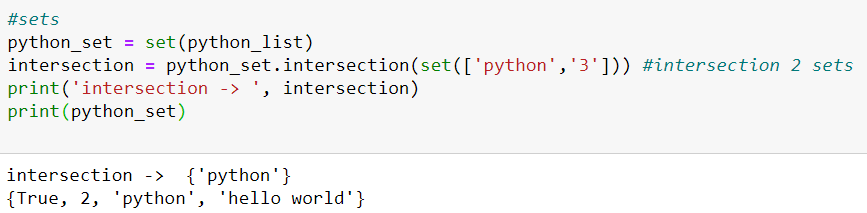 #sets
python_set = set(python_list)
intersection = python_set.intersection(set(['python','3'])) #intersection 2 sets
print('intersection -> ', intersection)
print(python_set)
intersection ->  {'python'}
{True, 2, 'python', 'hello world'}